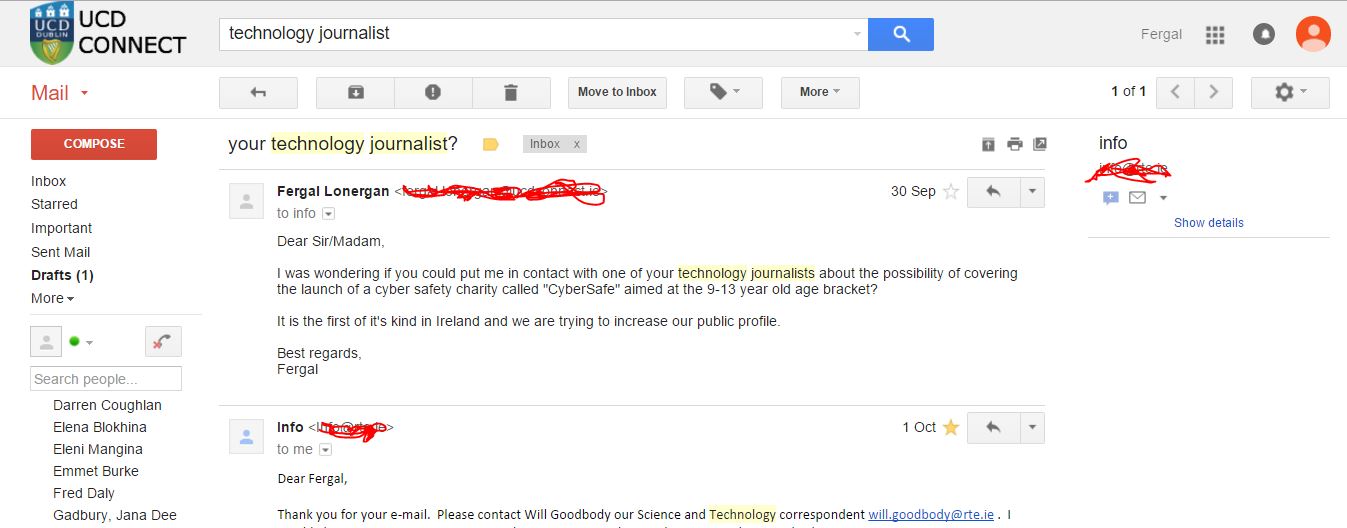 UCD
DUBLIN
UCD
CONNECT
technology journalist
Fergal
Mail
Move to Inbox
More
1 of 1
COMPOSE
Inbox
Starred
Important
Sent Mail
Drafts (1)
More
Search people...
Darren Coughlan
Elena Blokhina
Eleni Mangina
Emmet Burke
Fred Daly
Gadbury, Jana Dee
your technology journalist?
Inbox x
Fergal Lonergan
30 Sep
to info
Dear Sir/Madam,
I was wondering if you could put me in contact with one of your technology journalists about the possibility of covering
the launch of a cyber safety charity called "CyberSafe" aimed at the 9-13 year old age bracket?
It is the first of it's kind in Ireland and we are trying to increase our public profile.
Best regards,
Fergal
Info
1 Oct
to me
Dear Fergal,
Thank you for your e-mail. Please contact Will Goodbody our Science and Technology correspondent will.goodbody@rte.ie . I
info
Show details